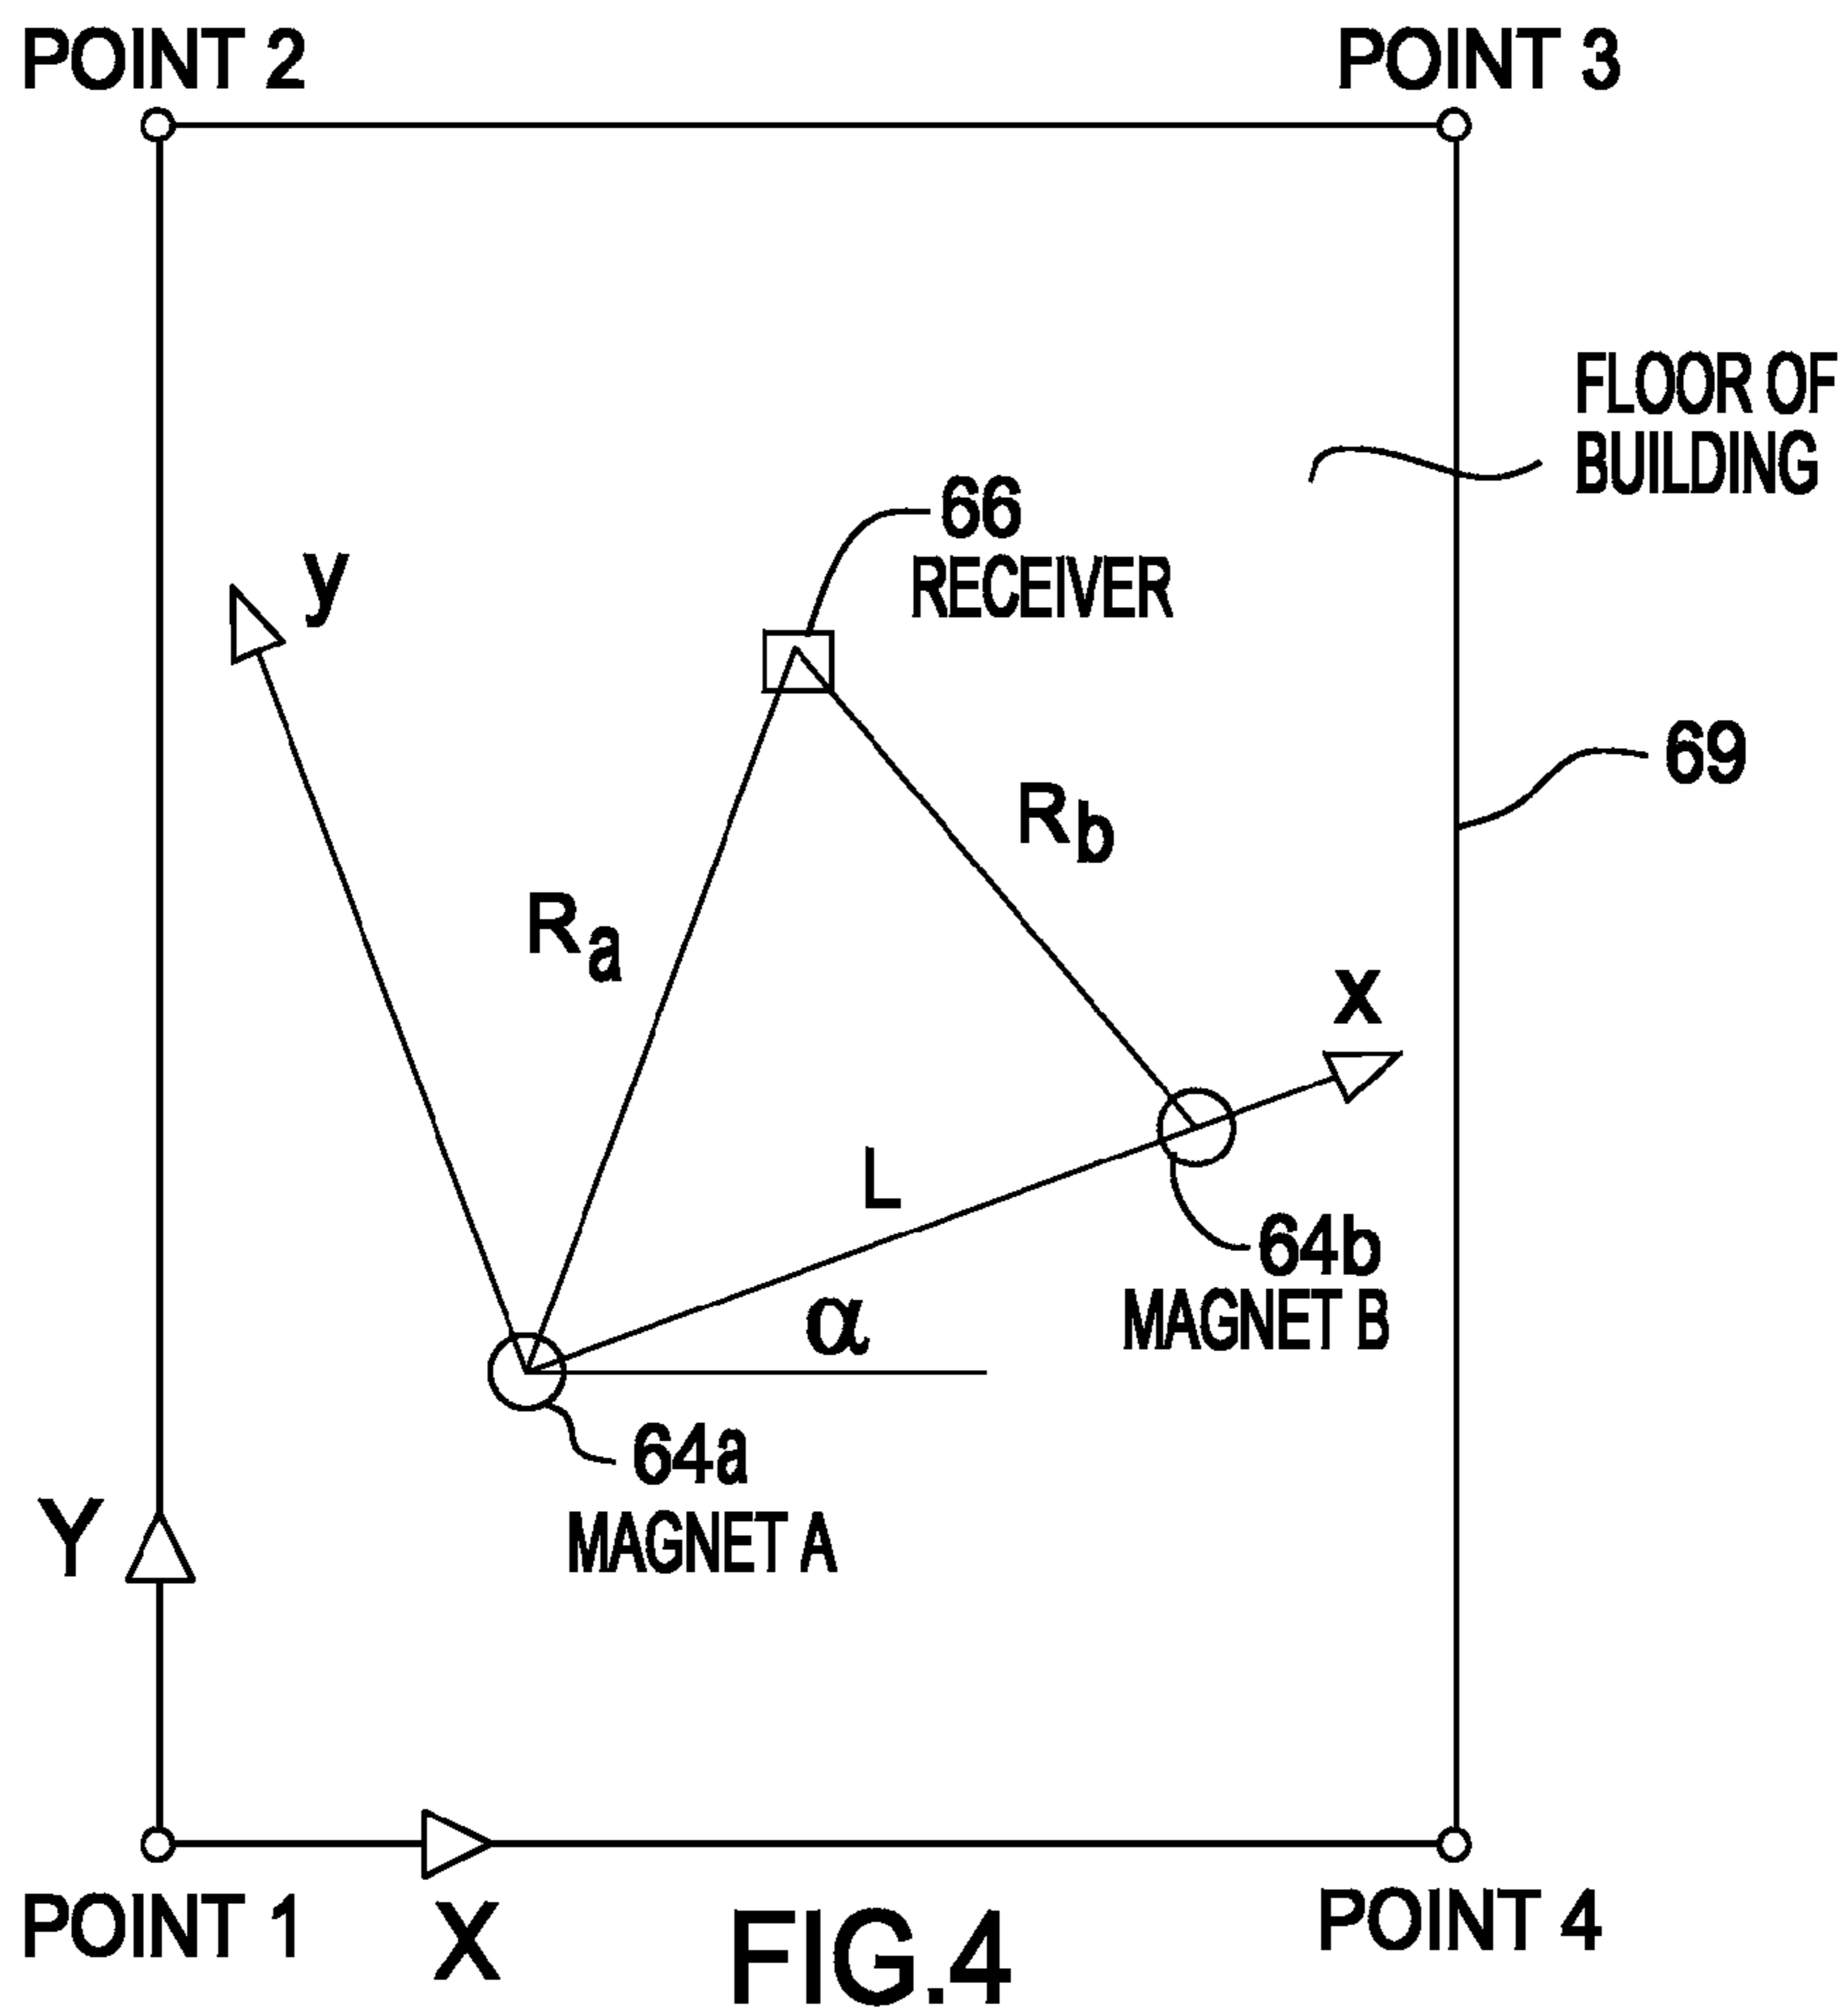 POINT 2
POINT 3
FLOOR OF
BUILDING
66
RECEIVER
y
69
Rb
Ra
x
L
64b
MAGNET B
α
64a
MAGNET A
Y
POINT 1
X
POINT 4
FIG.4